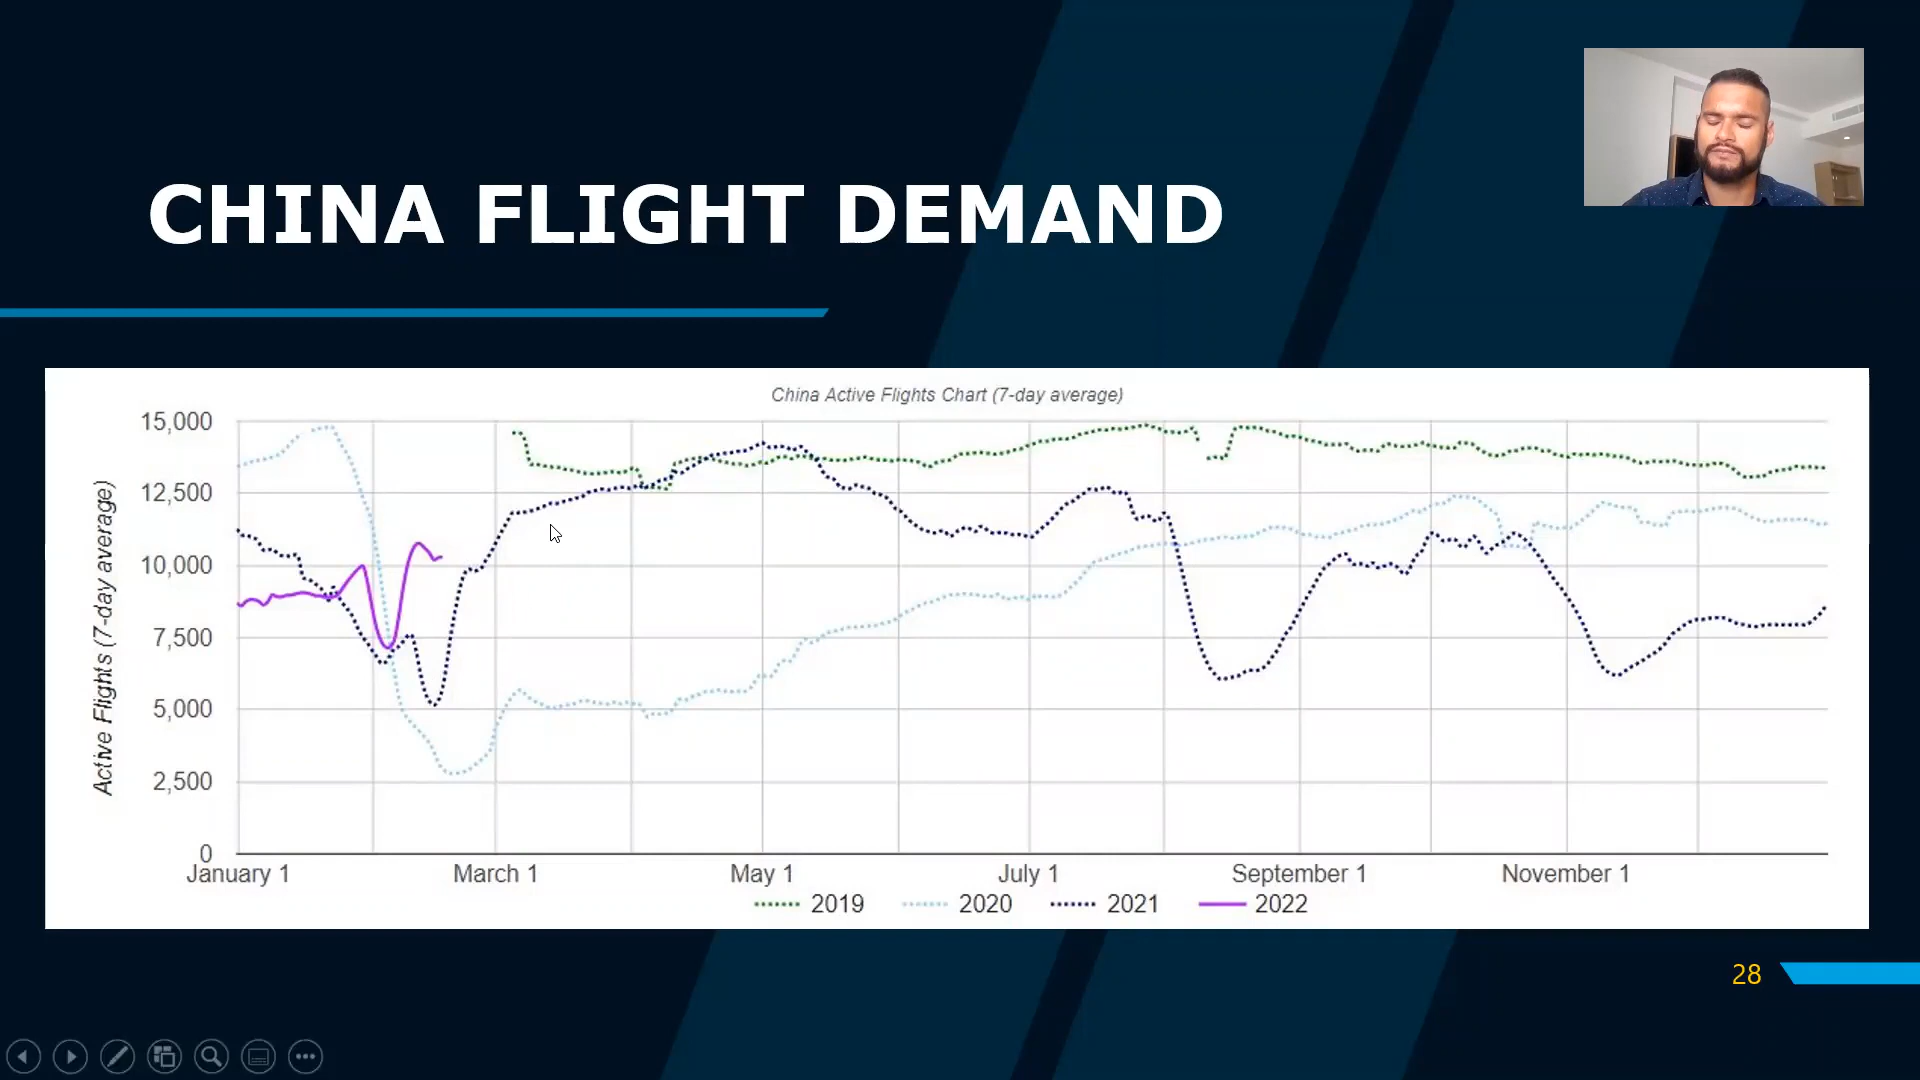 CHINA FLIGHT DEMAND
China Active Flights Chart (7-day average)
Active Flights (7-day average)
15,000
12,500
10,000
7,500
5,000
2,500
0
January 1 March 1 May 1 July 1 September 1 November 1
2019 2020 2021 2022
28